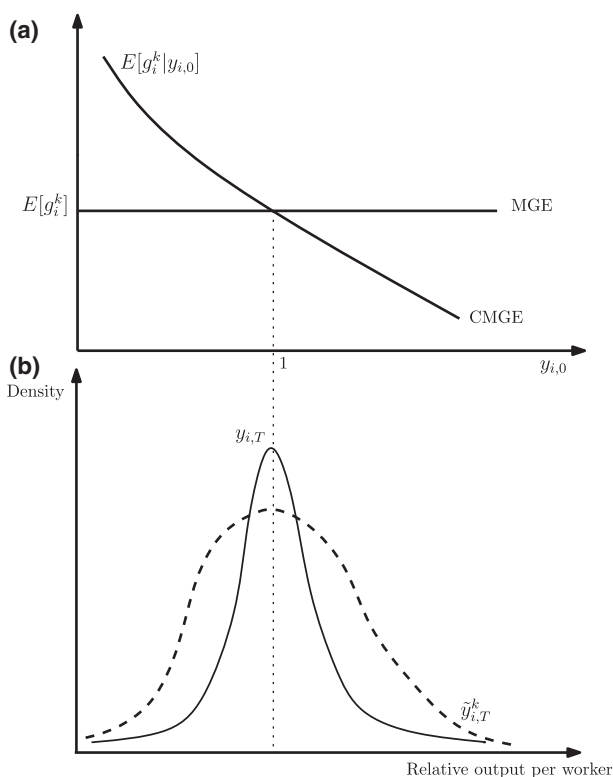 (a)
E[g_i^k|y_{i,0}]
E[g_i^k]
MGE
CMGE
1
y_{i,0}
(b)
Density
y_{i,T}
ỹ_{i,T}^k
Relative output per worker